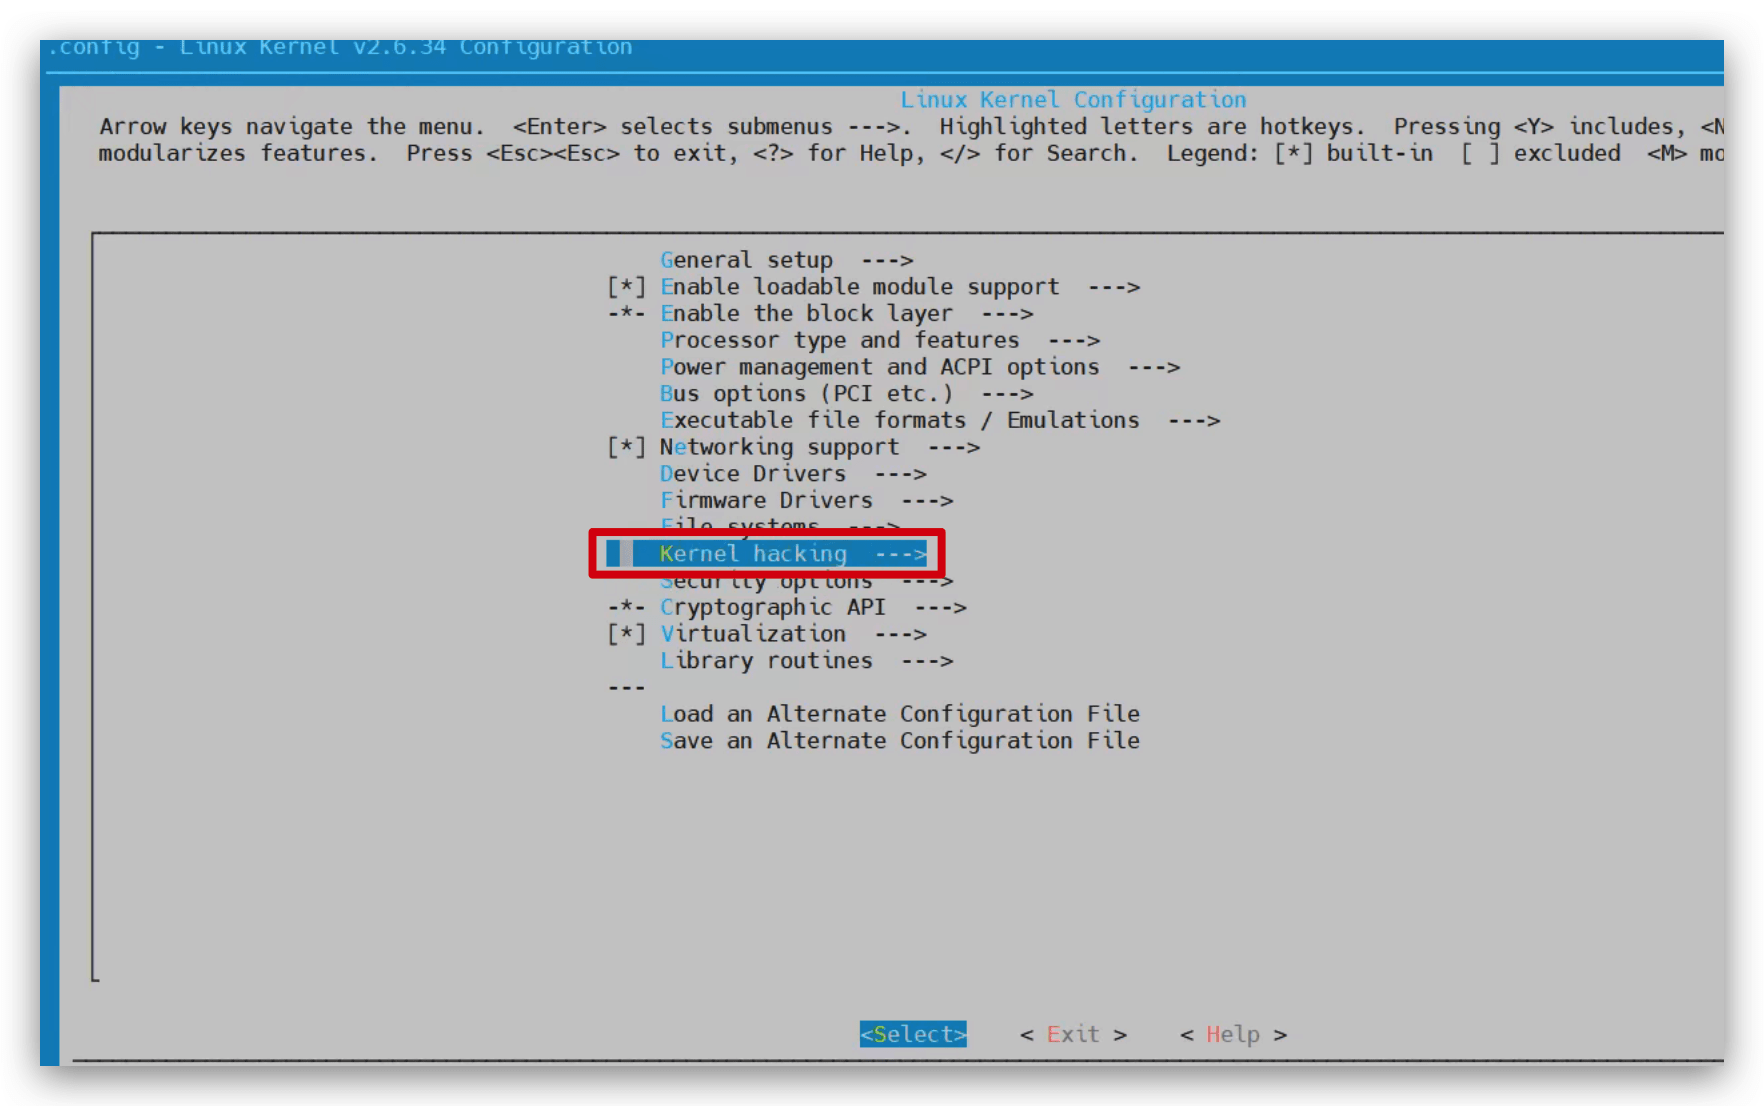 .config - Linux Kernel v2.6.34 Configuration
Linux Kernel Configuration
Arrow keys navigate the menu.  <Enter> selects submenus --->.  Highlighted letters are hotkeys.  Pressing <Y> includes, <N
modularizes features.  Press <Esc><Esc> to exit, <?> for Help, </> for Search.  Legend: [*] built-in  [ ] excluded  <M> mo
General setup  --->
[*] Enable loadable module support  --->
-*- Enable the block layer  --->
Processor type and features  --->
Power management and ACPI options  --->
Bus options (PCI etc.)  --->
Executable file formats / Emulations  --->
[*] Networking support  --->
Device Drivers  --->
Firmware Drivers  --->
File systems  --->
Kernel hacking  --->
Security options  --->
-*- Cryptographic API  --->
[*] Virtualization  --->
Library routines  --->
---
Load an Alternate Configuration File
Save an Alternate Configuration File
<Select>    < Exit >    < Help >